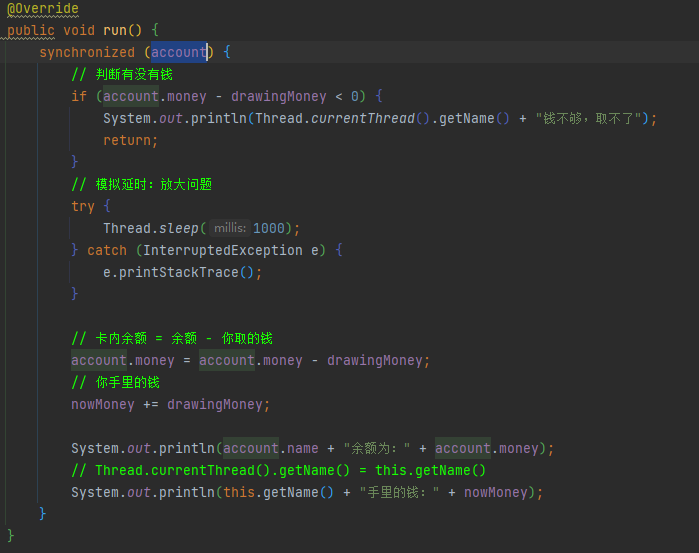 @Override
public void run() {
synchronized (account) {
// 判断有没有钱
if (account.money - drawingMoney < 0) {
System.out.println(Thread.currentThread().getName() + "钱不够，取不了");
return;
}
// 模拟延时：放大问题
try {
Thread.sleep( millis: 1000);
} catch (InterruptedException e) {
e.printStackTrace();
}
// 卡内余额 = 余额 - 你取的钱
account.money = account.money - drawingMoney;
// 你手里的钱
nowMoney += drawingMoney;
System.out.println(account.name + "余额为：" + account.money);
// Thread.currentThread().getName() = this.getName()
System.out.println(this.getName() + "手里的钱：" + nowMoney);
}
}